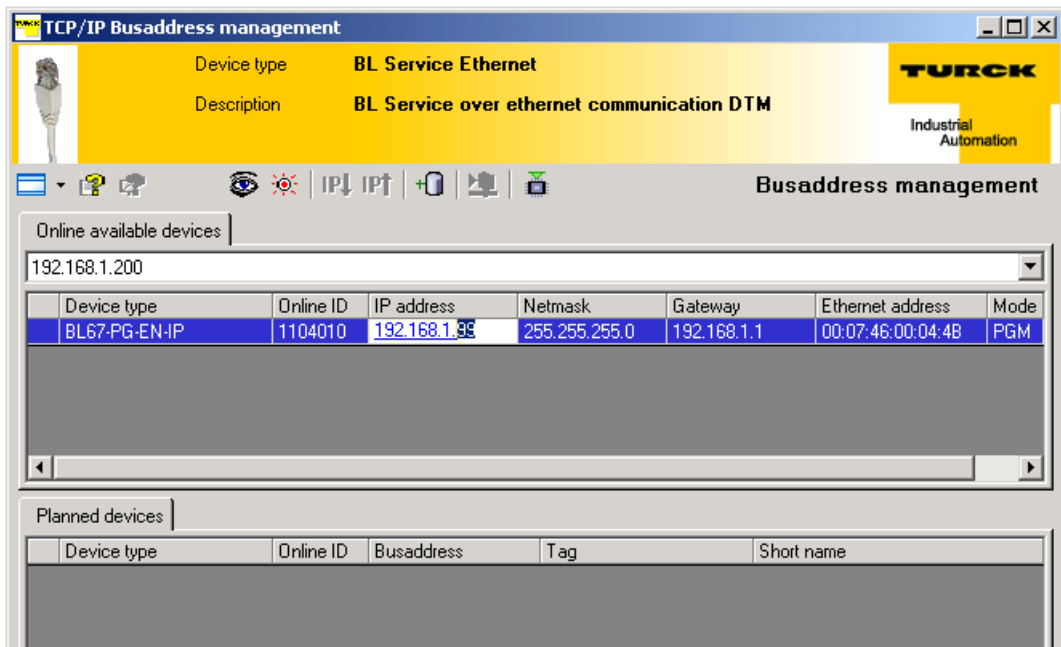 TURCK TCP/IP Busaddress management
Device type BL Service Ethernet
Description BL Service over ethernet communication DTM
TURCK
Industrial
Automation
IP IP Busaddress management
Online available devices
192.168.1.200
Device type Online ID IP address Netmask Gateway Ethernet address Mode
BL67-PG-EN-IP 1104010 192.168.1.99 255.255.255.0 192.168.1.1 00:07:46:00:04:4B PGM
Planned devices
Device type Online ID Busaddress Tag Short name